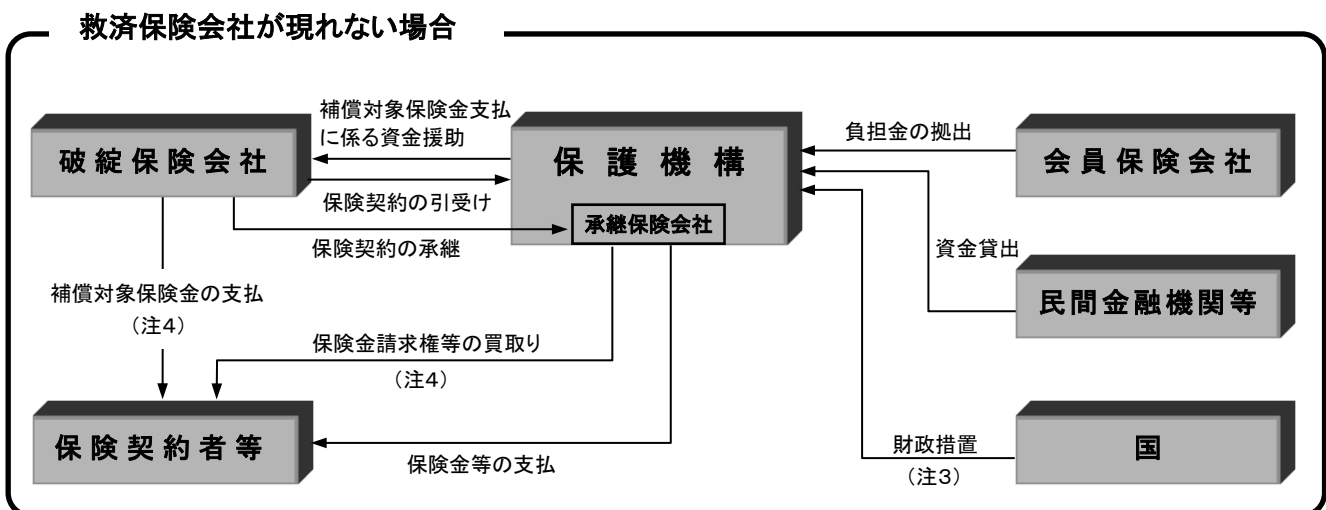 救済保険会社が現れない場合
補償対象保険金支払
に係る資金援助
破綻保険会社
保護機構
負担金の拠出
会員保険会社
保険契約の引受け
承継保険会社
保険契約の承継
資金貸出
補償対象保険金の支払
（注４）
民間金融機関等
保険金請求権等の買取り
（注４）
保険契約者等
保険金等の支払
財政措置
（注３）
国